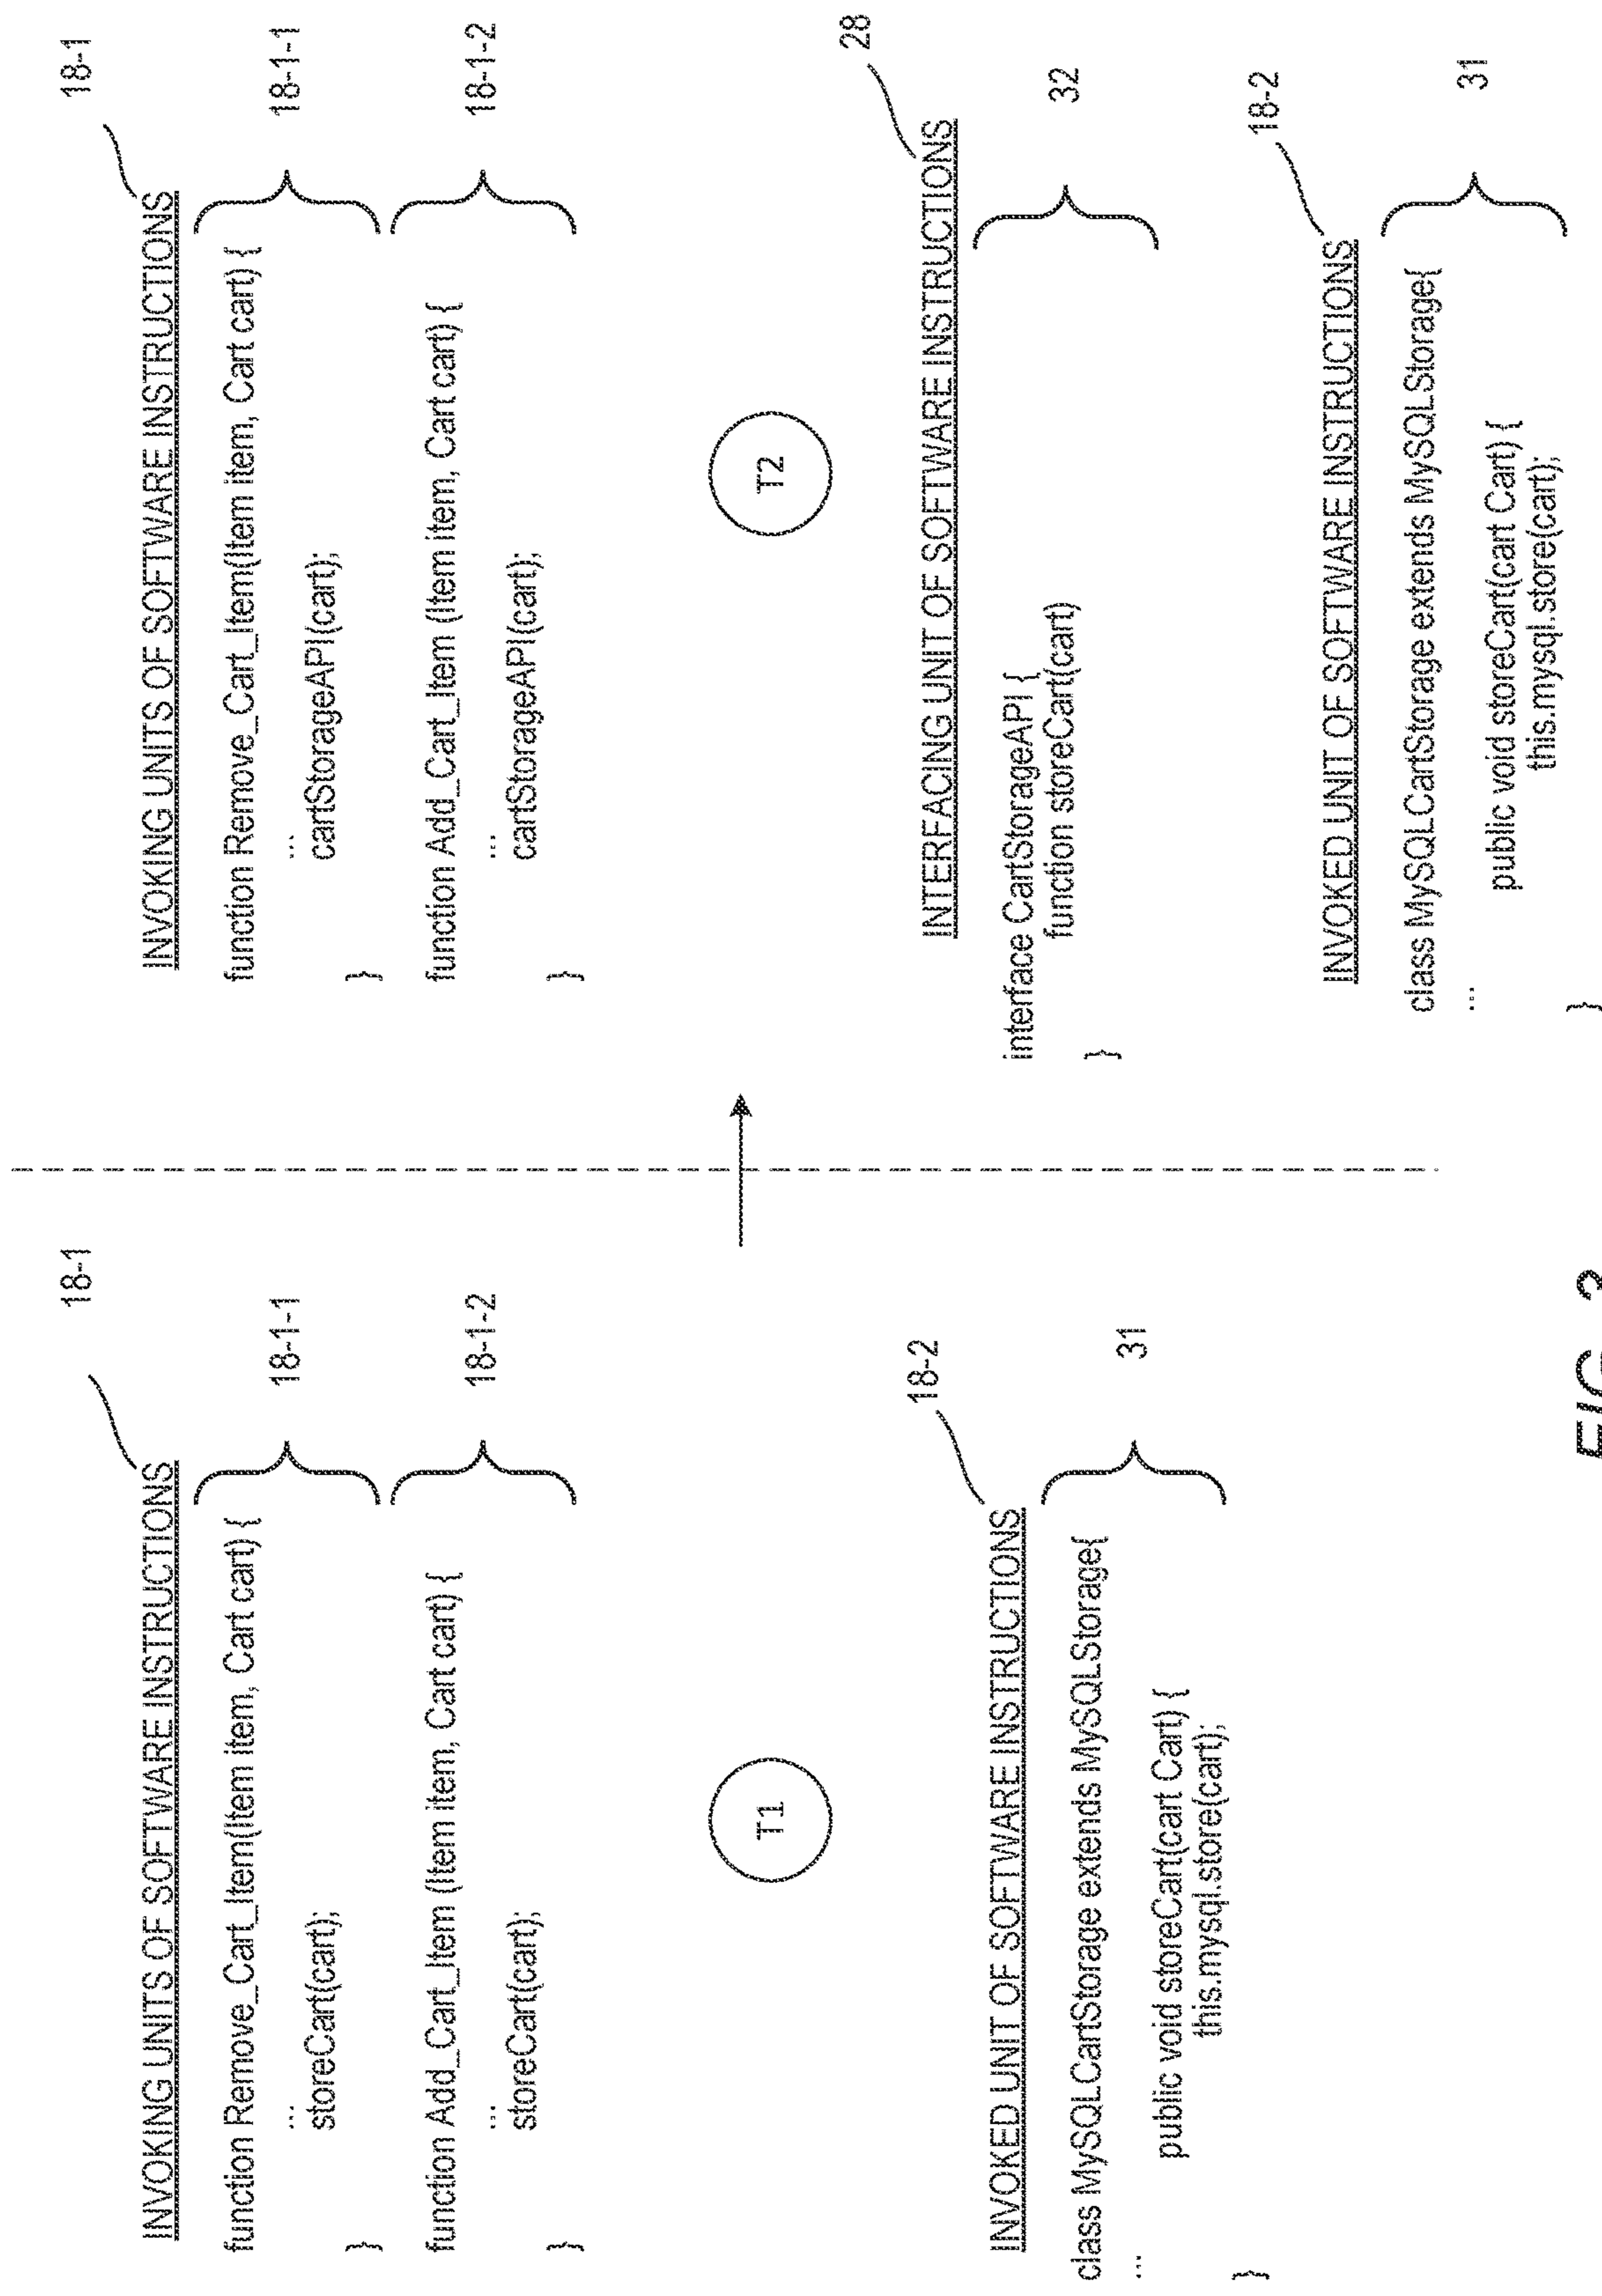 INVOKING UNITS OF SOFTWARE INSTRUCTIONS
18-1
function Remove_Cart_Item(Item item, Cart cart) {
...
storeCart(cart);
}
18-1-1
function Add_Cart_Item (Item item, Cart cart) {
...
storeCart(cart);
}
18-1-2
T1
INVOKED UNIT OF SOFTWARE INSTRUCTIONS
18-2
class MySQLCartStorage extends MySQLStorage{
...
public void storeCart(cart Cart) {
this.mysql.store(cart);
}
31
INVOKING UNITS OF SOFTWARE INSTRUCTIONS
18-1
function Remove_Cart_Item(Item item, Cart cart) {
...
cartStorageAPI(cart);
}
18-1-1
function Add_Cart_Item (Item item, Cart cart) {
...
cartStorageAPI(cart);
}
18-1-2
T2
INTERFACING UNIT OF SOFTWARE INSTRUCTIONS
28
interface CartStorageAPI {
function storeCart(cart)
}
32
INVOKED UNIT OF SOFTWARE INSTRUCTIONS
18-2
class MySQLCartStorage extends MySQLStorage{
...
public void storeCart(cart Cart) {
this.mysql.store(cart);
}
31
FIG.